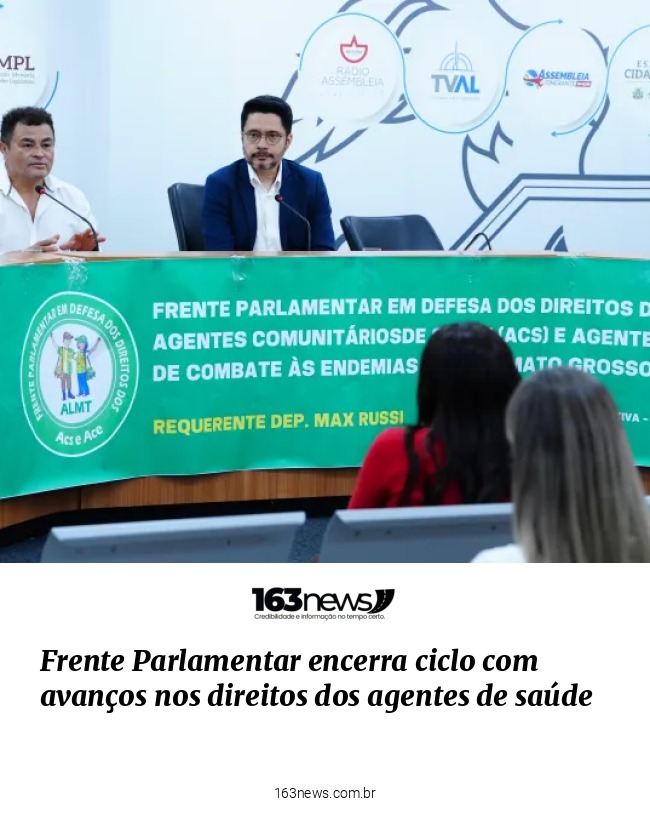 MPL
RÁDIO
ASSEMBLEIA
TVAL
ASSEMBLEIA
CIDA
FRENTE PARLAMENTAR EM DEFESA DOS DIREITOS D
AGENTES COMUNITÁRIOSDE (ACS) E AGENTE
DE COMBATE ÀS ENDEMIAS MATO GROSSO
REQUERENTE DEP. MAX RUSSI
IVA –
FRENTE PARLAMENTAR EM DEFESA DOS DIREITOS DOS
ALMT
Acs e Ace
163news
Credibilidade e informação no tempo certo.
Frente Parlamentar encerra ciclo com
avanços nos direitos dos agentes de saúde
163news.com.br